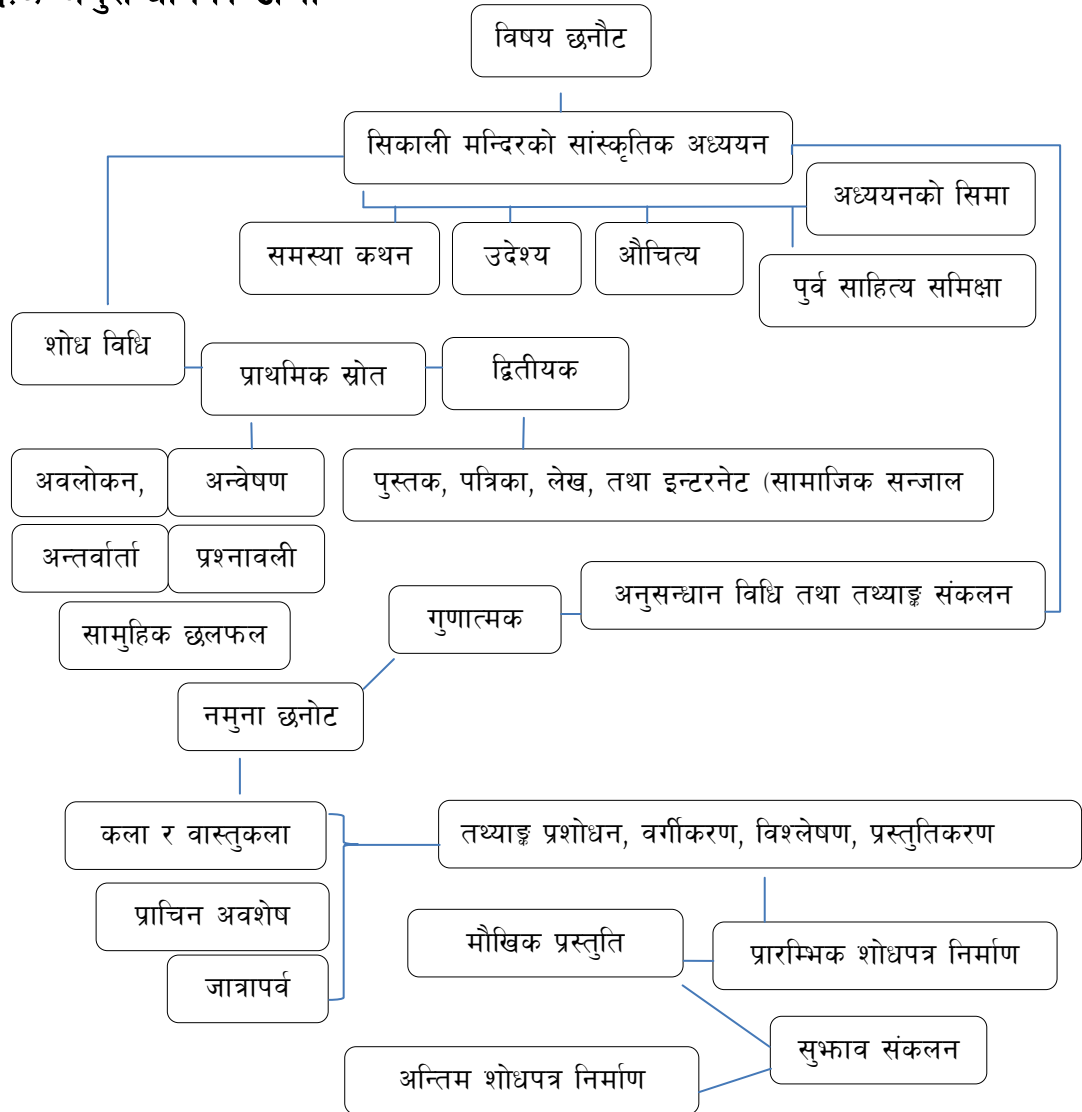 विषय छनौट
सिकाली मन्दिरको सांस्कृतिक अध्ययन
अध्ययनको सिमा
समस्या कथन
उदेश्य
औचित्य
पुर्व साहित्य समिक्षा
शोध विधि
प्राथमिक स्रोत
द्वितीयक
अवलोकन,
अन्वेषण
पुस्तक, पत्रिका, लेख, तथा इन्टरनेट (सामाजिक सन्जाल
अन्तर्वार्ता
प्रश्नावली
अनुसन्धान विधि तथा तथ्याङ्क संकलन
गुणात्मक
सामुहिक छलफल
नमुना छनोट
कला र वास्तुकला
तथ्याङ्क प्रशोधन, वर्गीकरण, विश्लेषण, प्रस्तुतिकरण
प्राचिन अवशेष
मौखिक प्रस्तुति
प्रारम्भिक शोधपत्र निर्माण
जात्रापर्व
सुझाव संकलन
अन्तिम शोधपत्र निर्माण